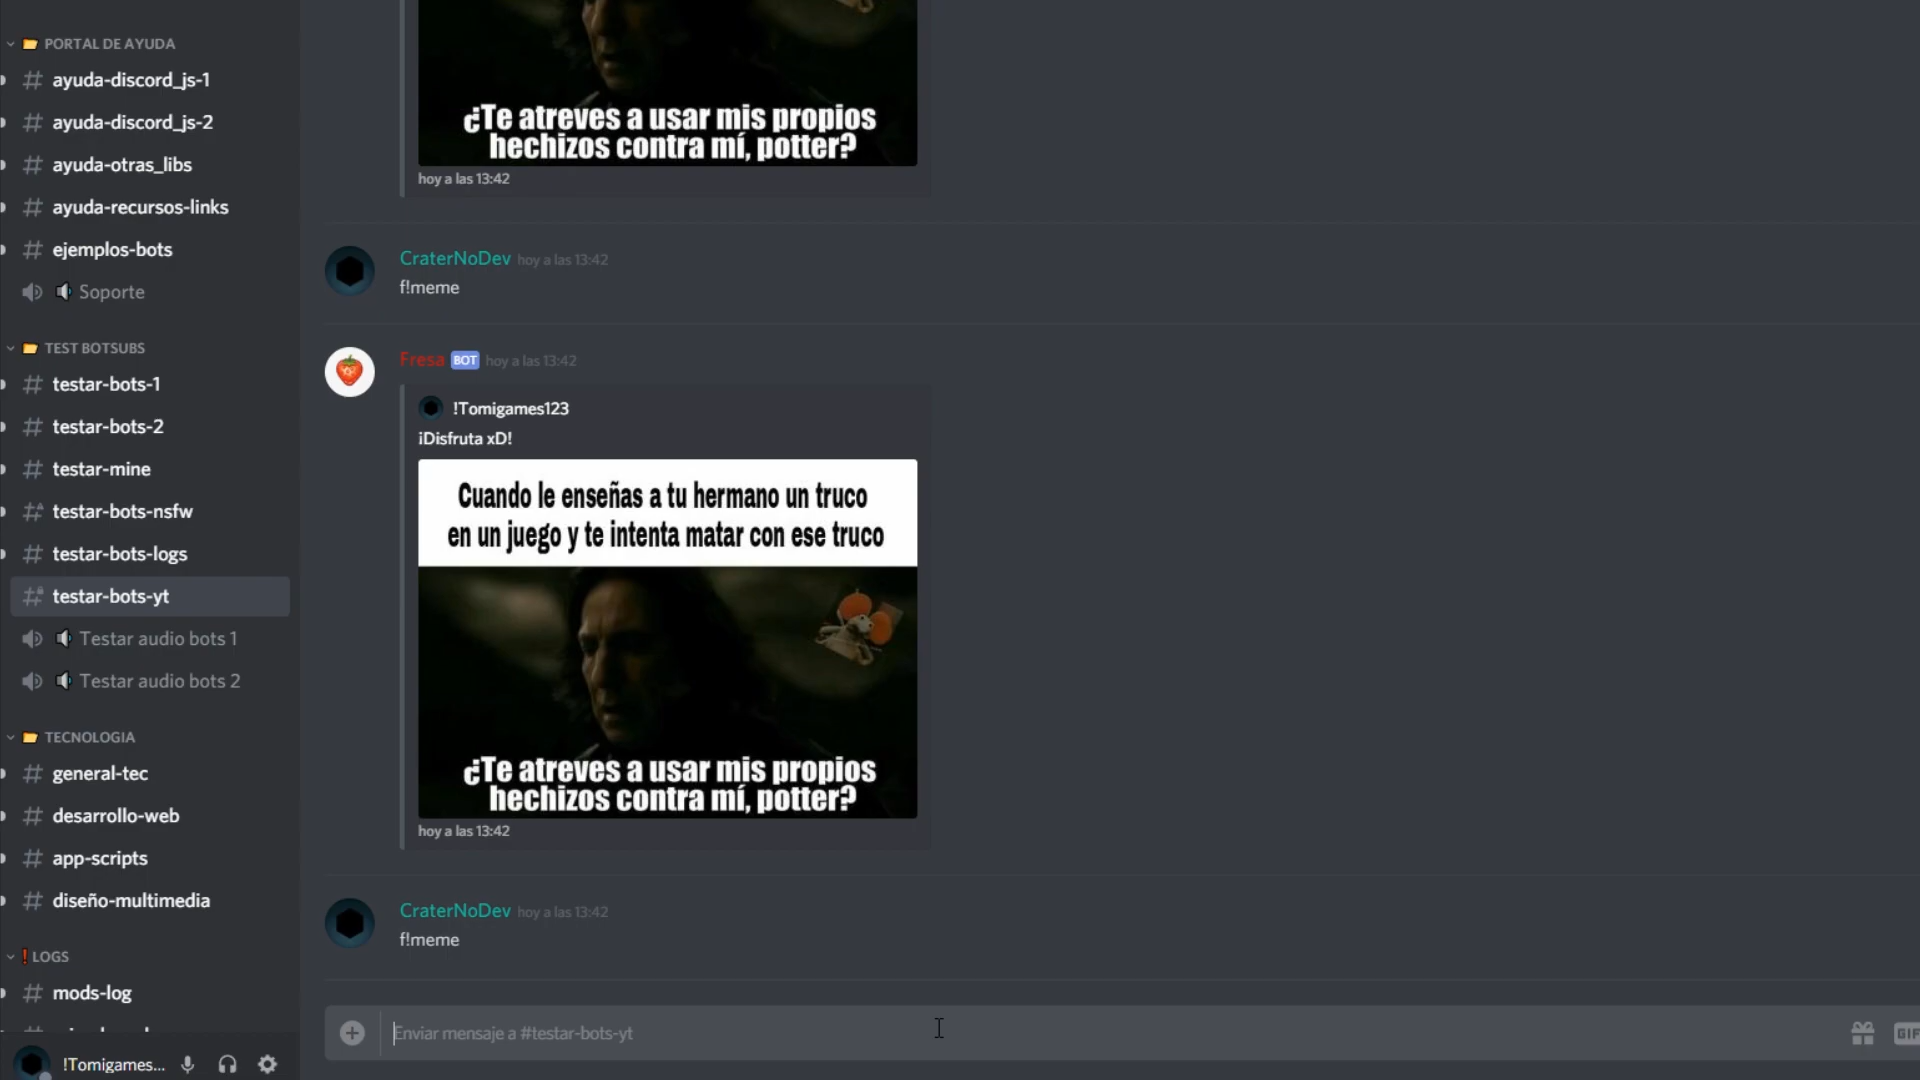 PORTAL DE AYUDA
ayuda-discord_js-1
ayuda-discord_js-2
ayuda-otras_libs
ayuda-recursos-links
ejemplos-bots
Soporte
TEST BOTSUBS
testar-bots-1
testar-bots-2
testar-mine
testar-bots-nsfw
testar-bots-logs
testar-bots-yt
Testar audio bots 1
Testar audio bots 2
TECNOLOGIA
general-tec
desarrollo-web
app-scripts
diseño-multimedia
LOGS
mods-log
!Tomigames...
¿Te atreves a usar mis propios
hechizos contra mí, potter?
hoy a las 13:42
CraterNoDev hoy a las 13:42
f!meme
Fresa BOT hoy a las 13:42
!Tomigames123
¡Disfruta xD!
Cuando le enseñas a tu hermano un truco
en un juego y te intenta matar con ese truco
¿Te atreves a usar mis propios
hechizos contra mí, potter?
hoy a las 13:42
CraterNoDev hoy a las 13:42
f!meme
Enviar mensaje a #testar-bots-yt
GIF